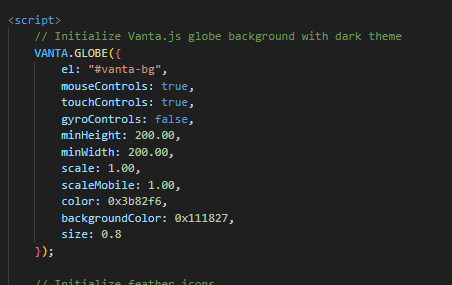 <script>
// Initialize Vanta.js globe background with dark theme
VANTA.GLOBE({
el: "#vanta-bg",
mouseControls: true,
touchControls: true,
gyroControls: false,
minHeight: 200.00,
minWidth: 200.00,
scale: 1.00,
scaleMobile: 1.00,
color: 0x3b82f6,
backgroundColor: 0x111827,
size: 0.8
});
// Initialize feather icons